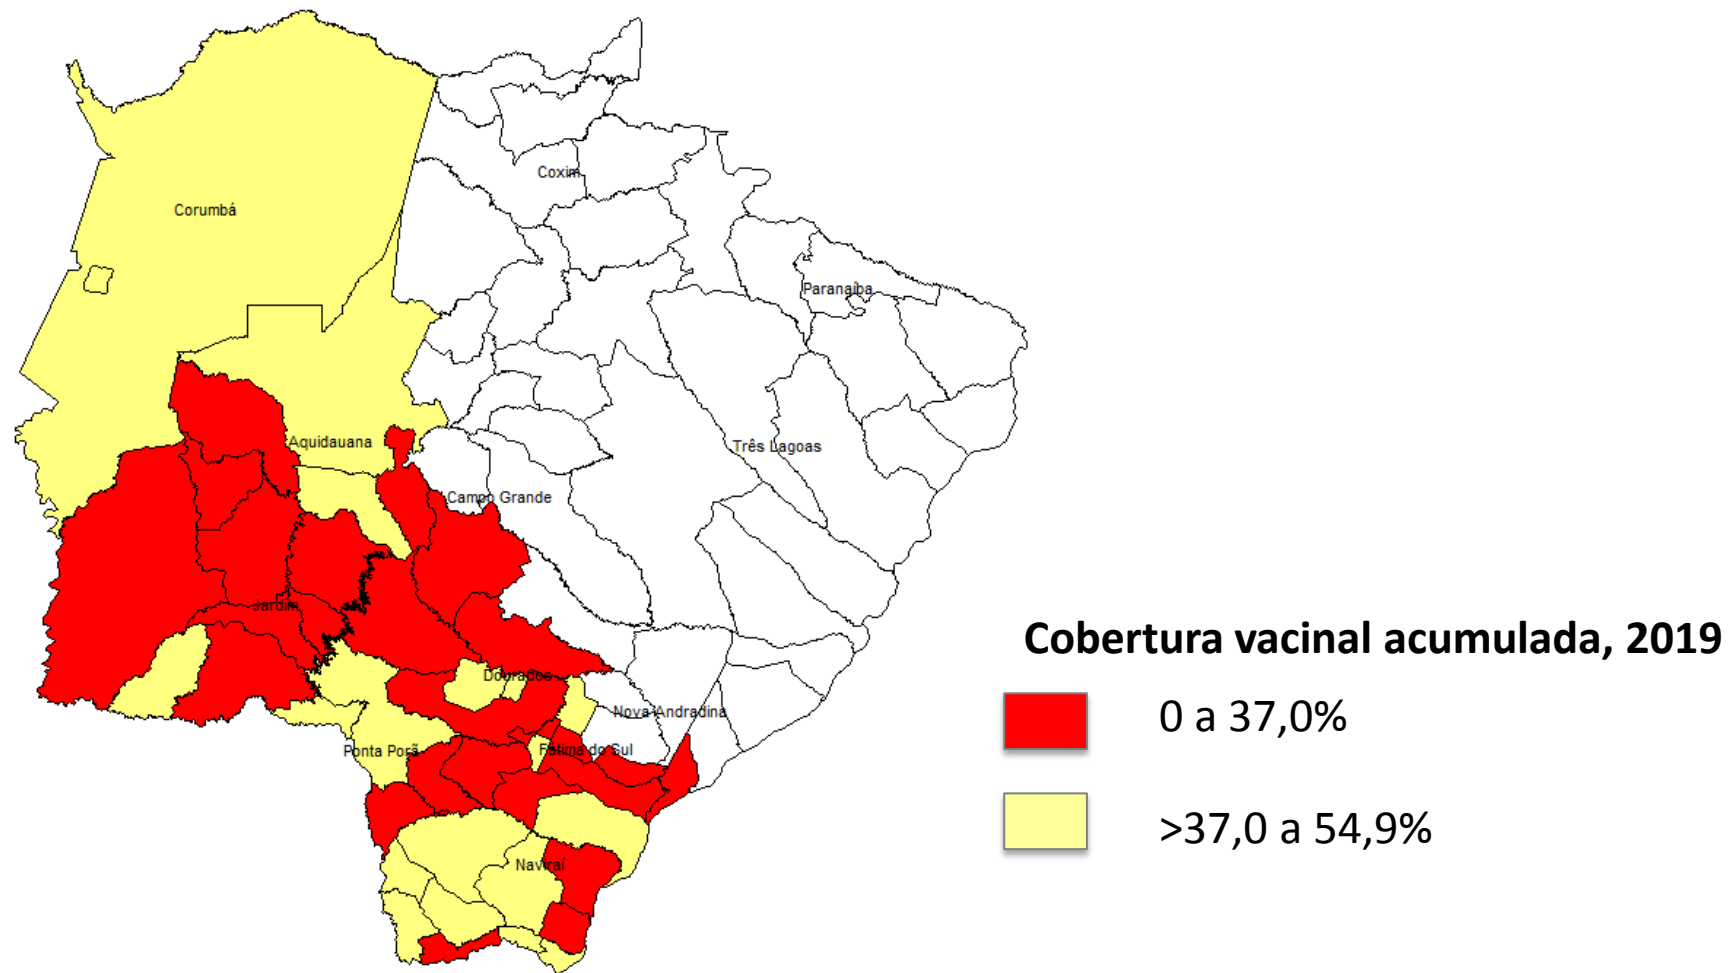 Coxim
Corumbá
Paranaíba
Aquidauana
Três Lagoas
Campo Grande
Jardim
Cobertura vacinal acumulada, 2019
Dourados
Nova Andradina
0 a 37,0%
Ponta Porã
Fátima do Sul
>37,0 a 54,9%
Naviraí